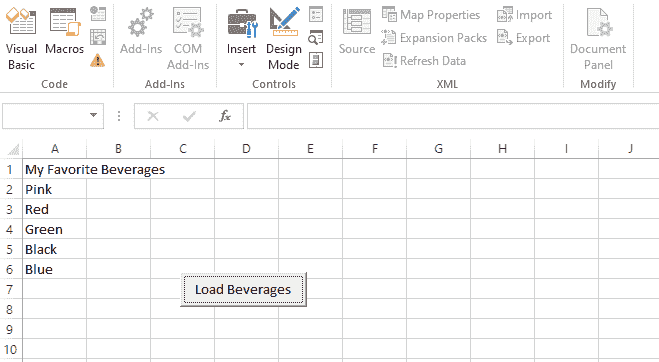 Visual Basic
Macros
Add-Ins
COM Add-Ins
Insert
Design Mode
Source
Map Properties
Expansion Packs
Refresh Data
Import
Export
Document Panel
Code
Add-Ins
Controls
XML
Modify
fx
A B C D E F G H I J
1 My Favorite Beverages
2 Pink
3 Red
4 Green
5 Black
6 Blue
7 Load Beverages
8
9
10